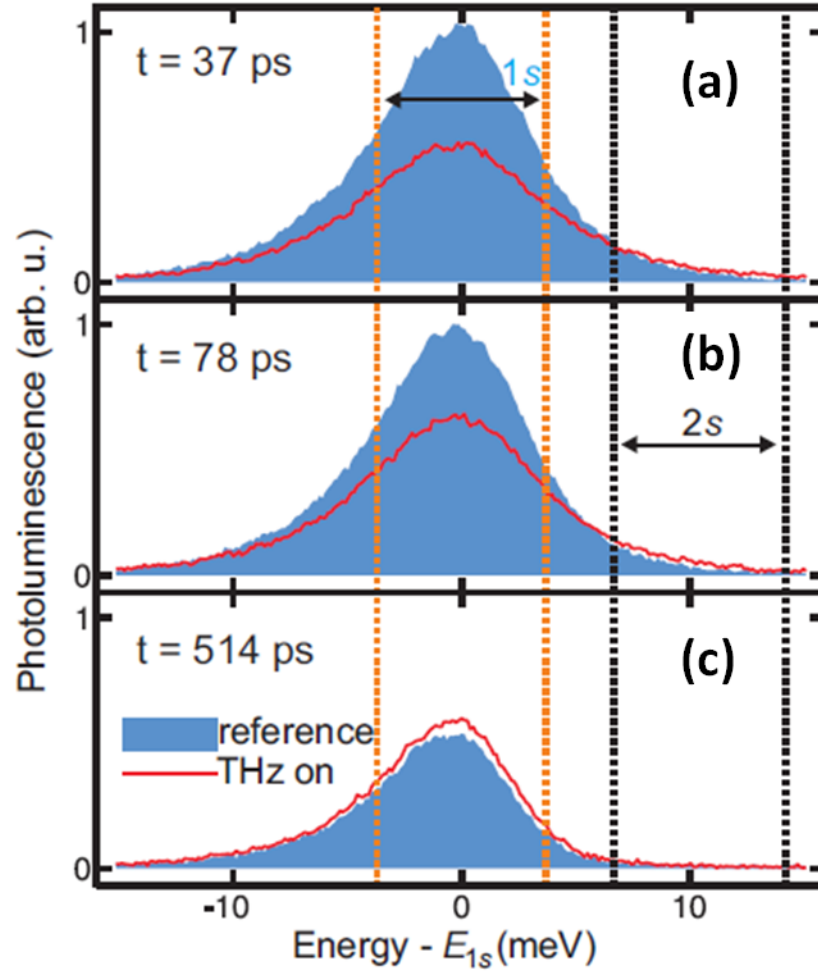 Photoluminescence (arb. u.)
1
t = 37 ps
1s
(a)
0
1
t = 78 ps
(b)
2s
0
1
t = 514 ps
(c)
reference
THz on
0
-10 0 10
Energy - E1s (meV)